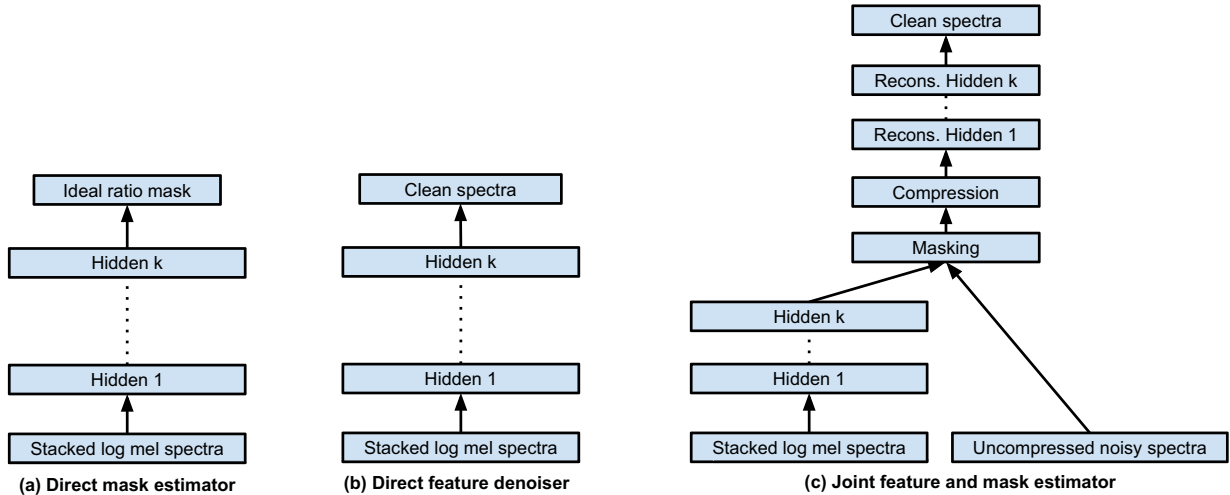 Ideal ratio mask
Hidden k
Hidden 1
Stacked log mel spectra
(a) Direct mask estimator
Clean spectra
Hidden k
Hidden 1
Stacked log mel spectra
(b) Direct feature denoiser
Clean spectra
Recons. Hidden k
Recons. Hidden 1
Compression
Masking
Hidden k
Hidden 1
Stacked log mel spectra
Uncompressed noisy spectra
(c) Joint feature and mask estimator